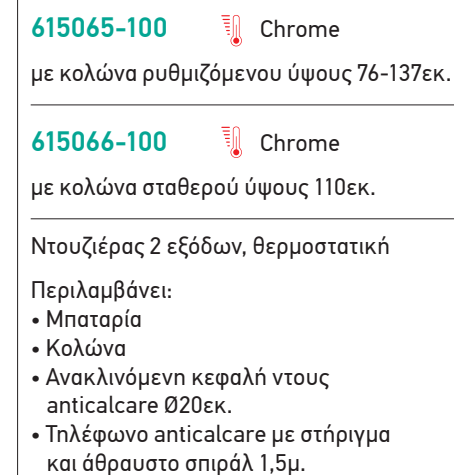 615065-100 Chrome
με κολώνα ρυθμιζόμενου ύψους 76-137εκ.
615066-100 Chrome
με κολώνα σταθερού ύψους 110εκ.
Ντουζιέρας 2 εξόδων, θερμοστατική
Περιλαμβάνει:
• Μπαταρία
• Κολώνα
• Ανακλινόμενη κεφαλή ντους
anticalcare Ø20εκ.
• Τηλέφωνο anticalcare με στήριγμα
και άθραυστο σπιράλ 1,5μ.